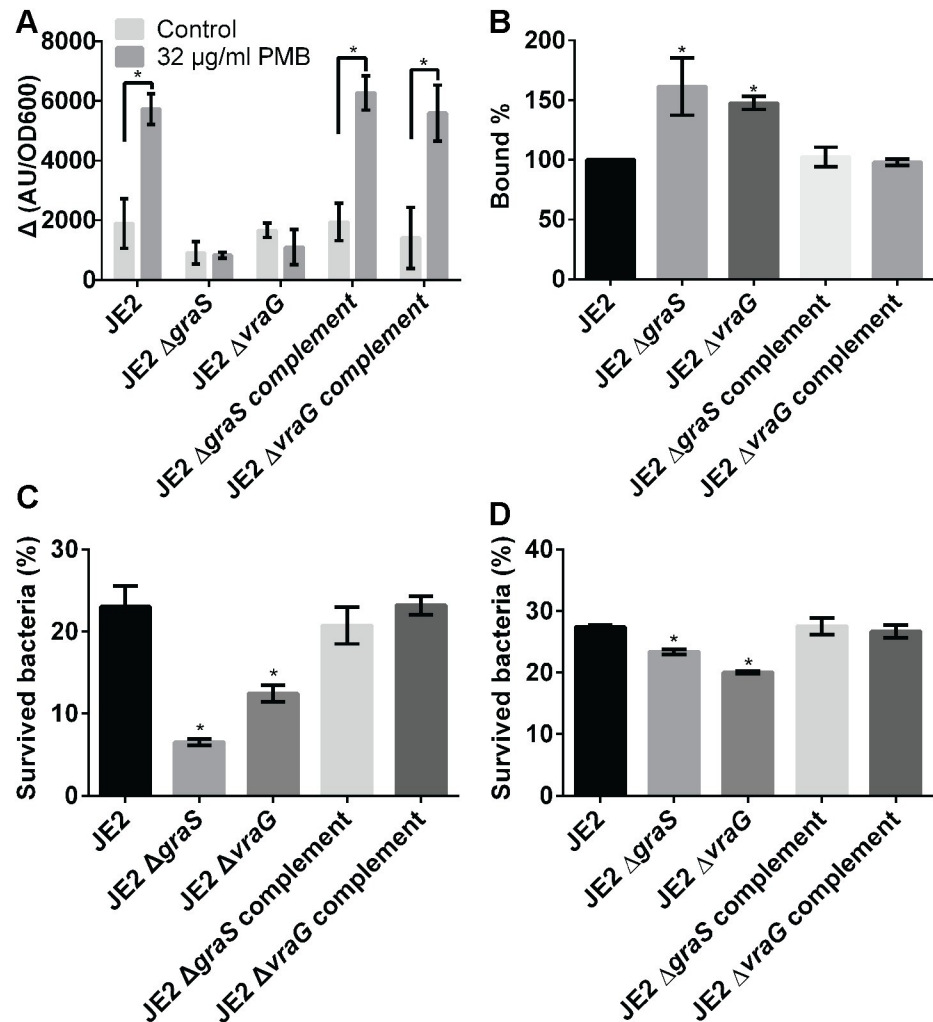 A
Control
32 µg/ml PMB
Δ (AU/OD600)
8000
6000
4000
2000
0
*
*
*
JE2
JE2 ΔgraS
JE2 ΔvraG
JE2 ΔgraS complement
JE2 ΔvraG complement
B
Bound %
200
150
100
50
0
*
*
JE2
JE2 ΔgraS
JE2 ΔvraG
JE2 ΔgraS complement
JE2 ΔvraG complement
C
Survived bacteria (%)
30
20
10
0
*
*
JE2
JE2 ΔgraS
JE2 ΔvraG
JE2 ΔgraS complement
JE2 ΔvraG complement
D
Survived bacteria (%)
40
30
20
10
0
*
*
JE2
JE2 ΔgraS
JE2 ΔvraG
JE2 ΔgraS complement
JE2 ΔvraG complement